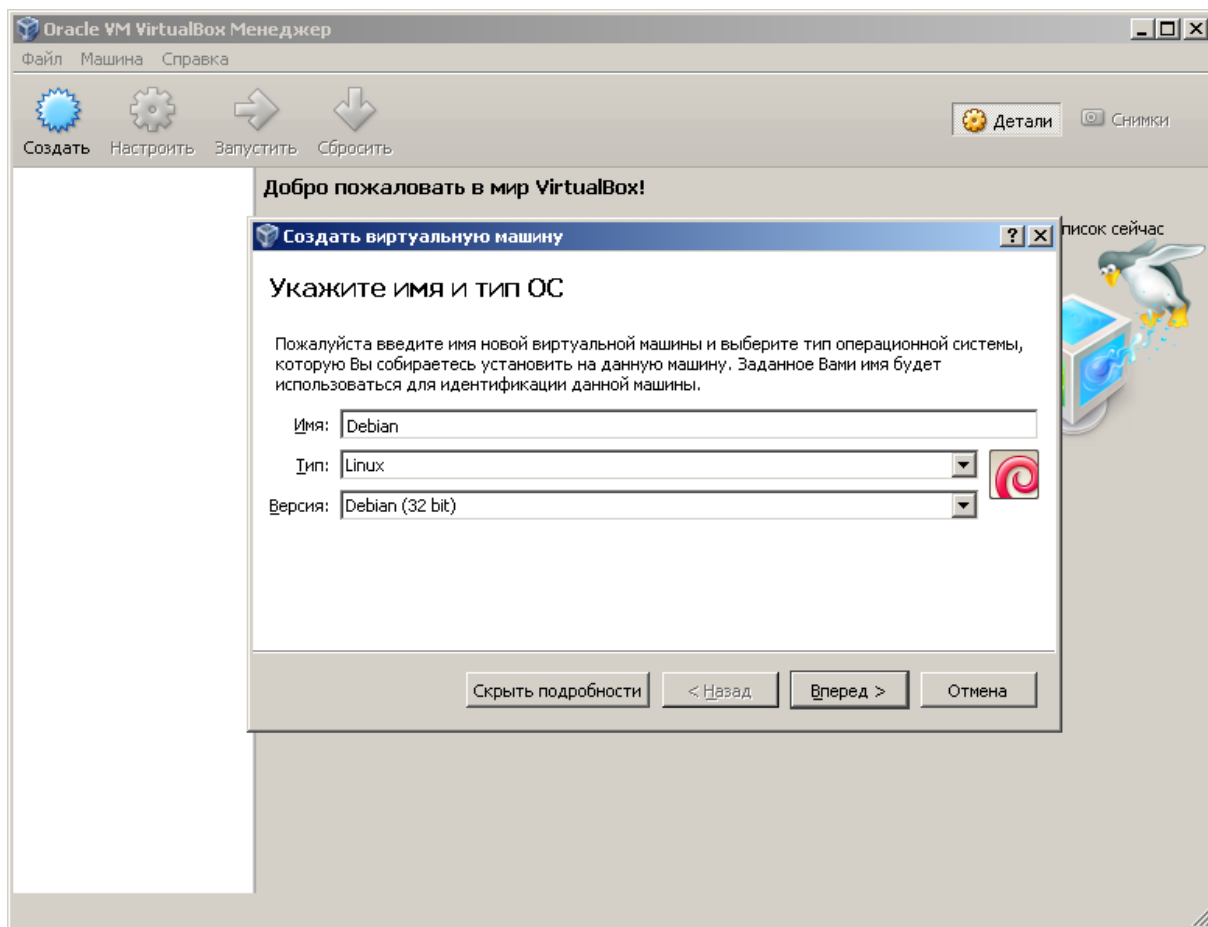 Oracle VM VirtualBox Менеджер
Файл Машина Справка
Создать Настроить Запустить Сбросить
Детали Снимки
Добро пожаловать в мир VirtualBox!
писок сейчас
Создать виртуальную машину
Укажите имя и тип ОС
Пожалуйста введите имя новой виртуальной машины и выберите тип операционной системы,
которую Вы собираетесь установить на данную машину. Заданное Вами имя будет
использоваться для идентификации данной машины.
Имя: Debian
Тип: Linux
Версия: Debian (32 bit)
Скрыть подробности < Назад Вперед > Отмена